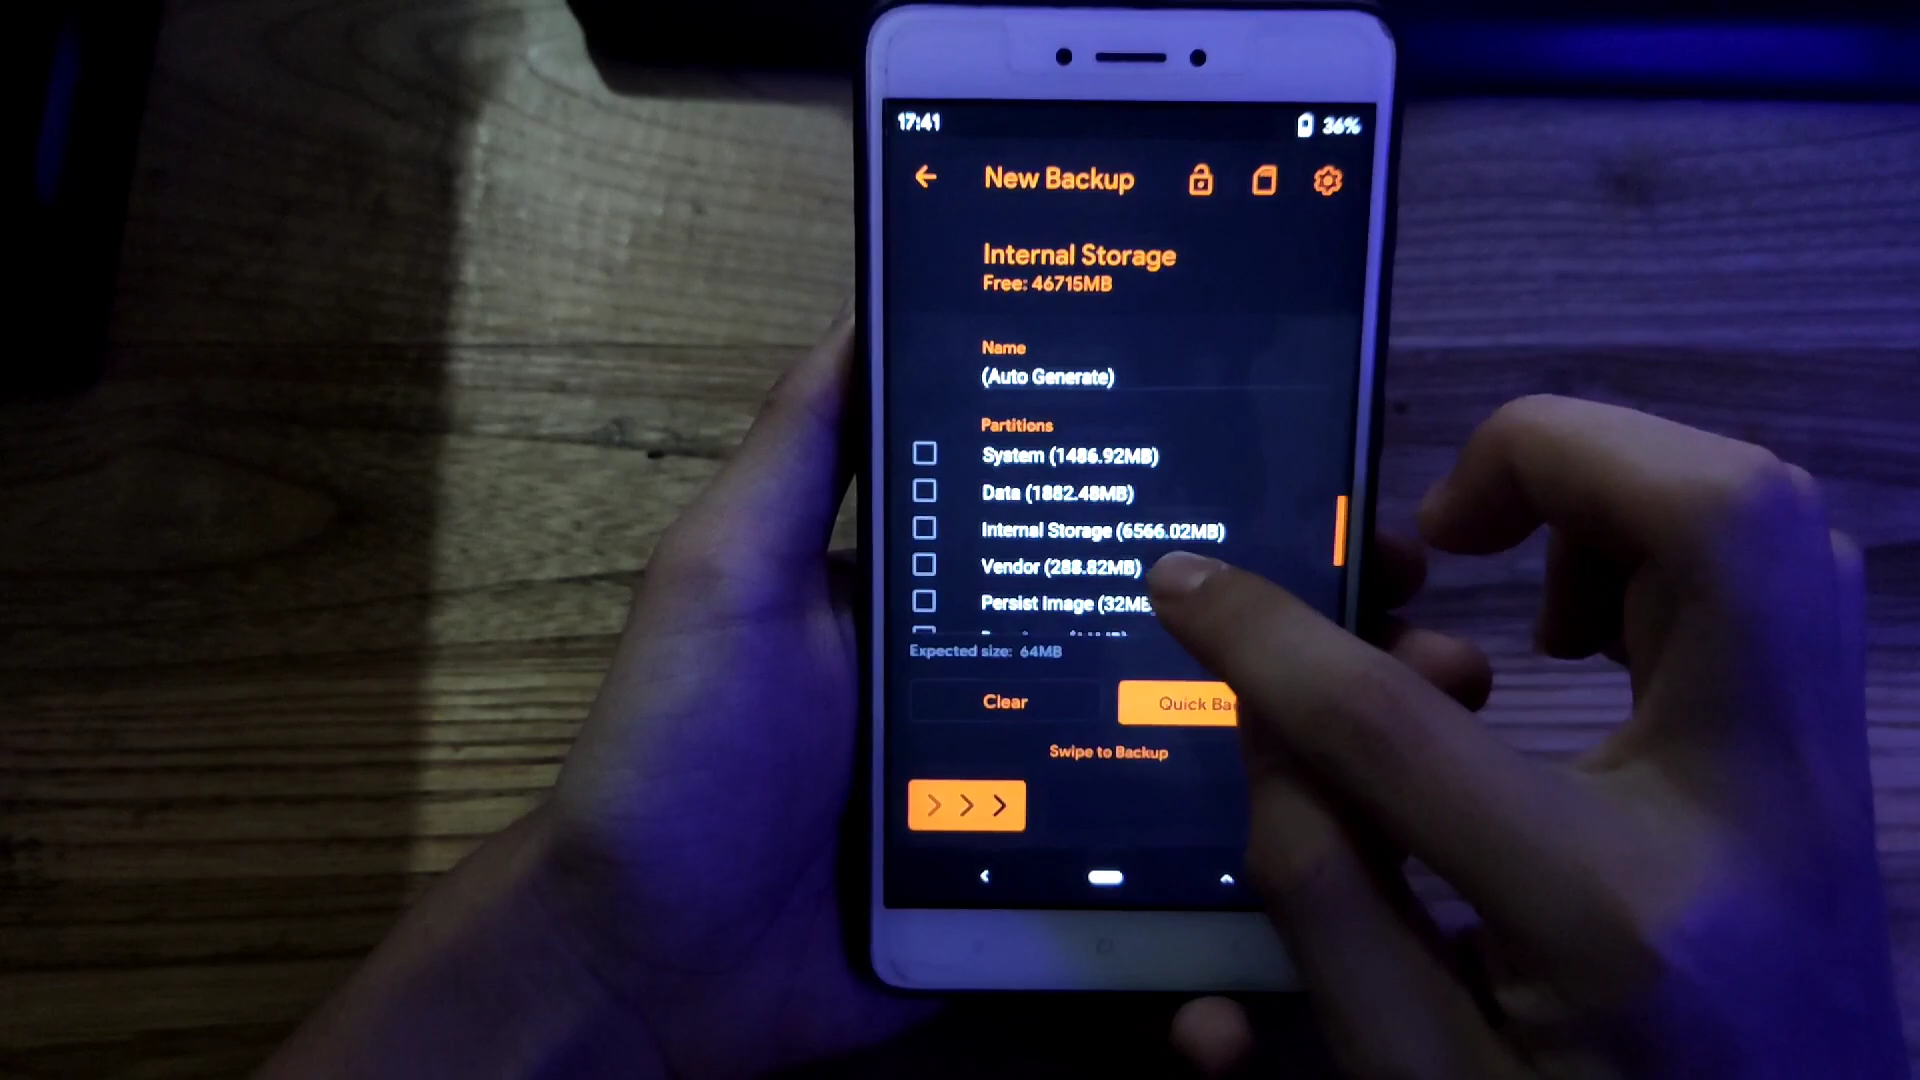 17:41
36%
New Backup
Internal Storage
Free: 46715MB
Name
(Auto Generate)
Partitions
System (1486.92MB)
Data (1882.48MB)
Internal Storage (6566.02MB)
Vendor (288.82MB)
Persist Image (32MB
Expected size: 64MB
Clear
Quick Ba
Swipe to Backup